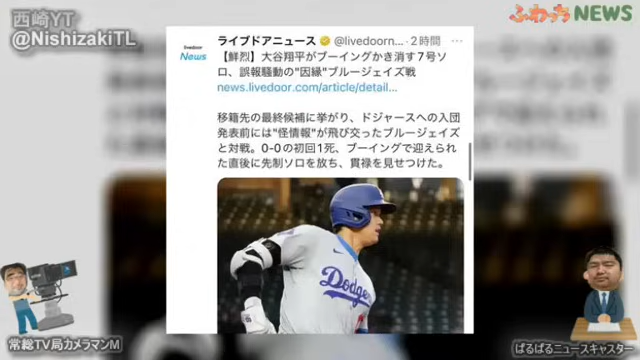 西崎YT
@NishizakiTL
ふわっちNEWS
livedoor
News
ライブドアニュース @livedoorn... · 2時間 …
【鮮烈】大谷翔平がブーイングかき消す7号ソ
ロ、誤報騒動の"因縁"ブルージェイズ戦
news.livedoor.com/article/detail...
移籍先の最終候補に挙がり、ドジャースへの入団
発表前には"怪情報"が飛び交ったブルージェイズ
と対戦。0-0の初回1死、ブーイングで迎えられ
た直後に先制ソロを放ち、貫禄を見せつけた。
Dodgers
常総TV局カメラマンM
ぱるぱるニュースキャスター